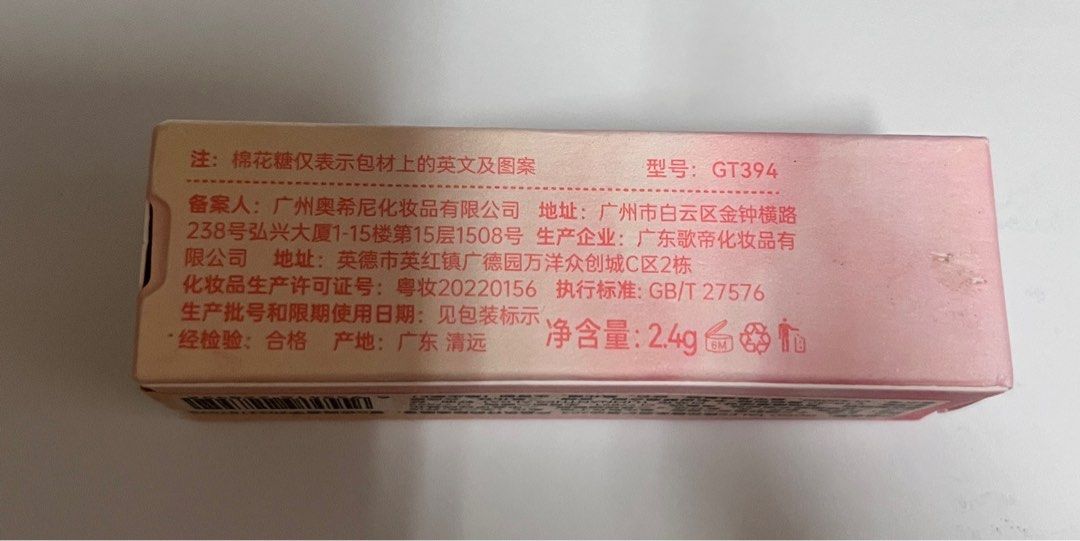 注：棉花糖仅表示包材上的英文及图案 型号：GT394
备案人：广州奥希尼化妆品有限公司 地址：广州市白云区金钟横路
238号弘兴大厦1-15楼第15层1508号 生产企业：广东歌帝化妆品有
限公司 地址：英德市英红镇广德园万洋众创城C区2栋
化妆品生产许可证号：粤妆20220156 执行标准：GB/T 27576
生产批号和限期使用日期：见包装标示
经检验：合格 产地：广东 清远 净含量：2.4g 6M